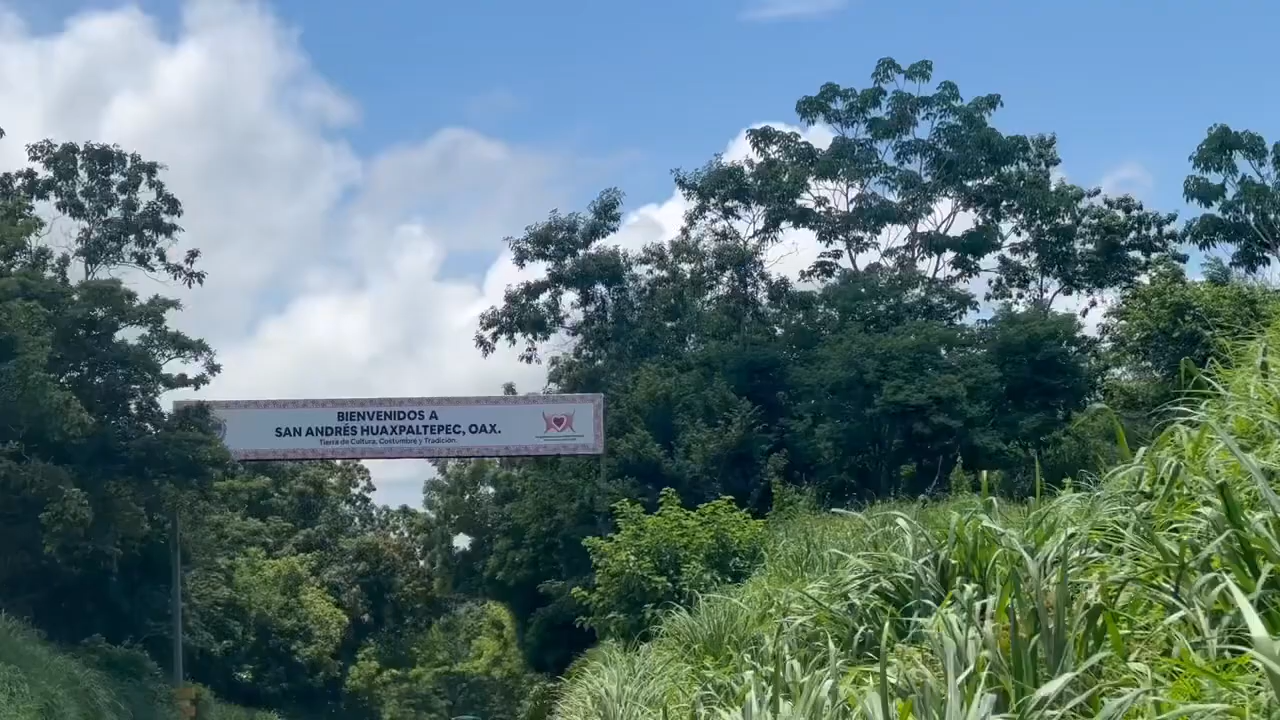 BIENVENIDOS A
SAN ANDRÉS HUAXPALTEPEC, OAX.
Tierra de Cultura, Costumbre y Tradición.